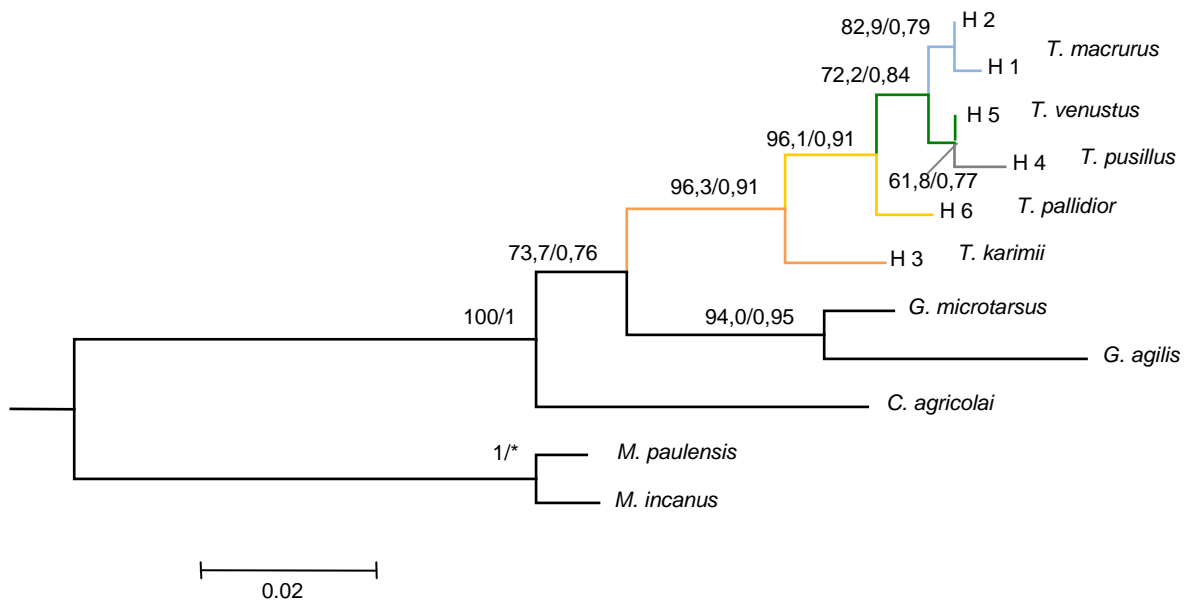 82,9/0,79
H 2
T. macrurus
H 1
72,2/0,84
H 5
T. venustus
96,1/0,91
H 4
T. pusillus
61,8/0,77
96,3/0,91
H 6
T. pallidior
73,7/0,76
H 3
T. karimii
100/1
94,0/0,95
G. microtarsus
G. agilis
C. agricolai
1/*
M. paulensis
M. incanus
0.02